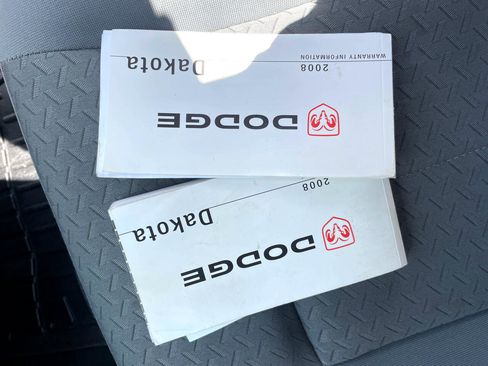 WARRANTY INFORMATION
2008
Dakota
DODGE
2008
Dakota
DODGE